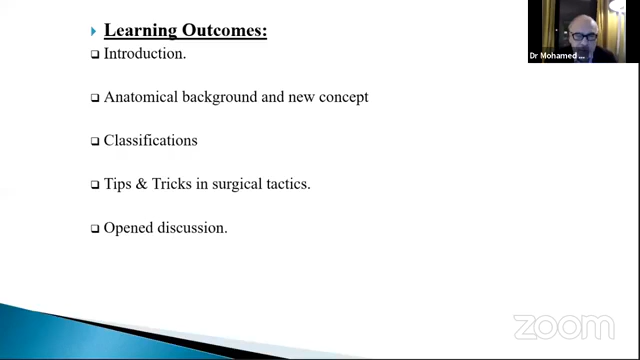 Learning Outcomes:
Introduction.
Anatomical background and new concept
Classifications
Tips & Tricks in surgical tactics.
Opened discussion.
Dr Mohamed ...
zoom